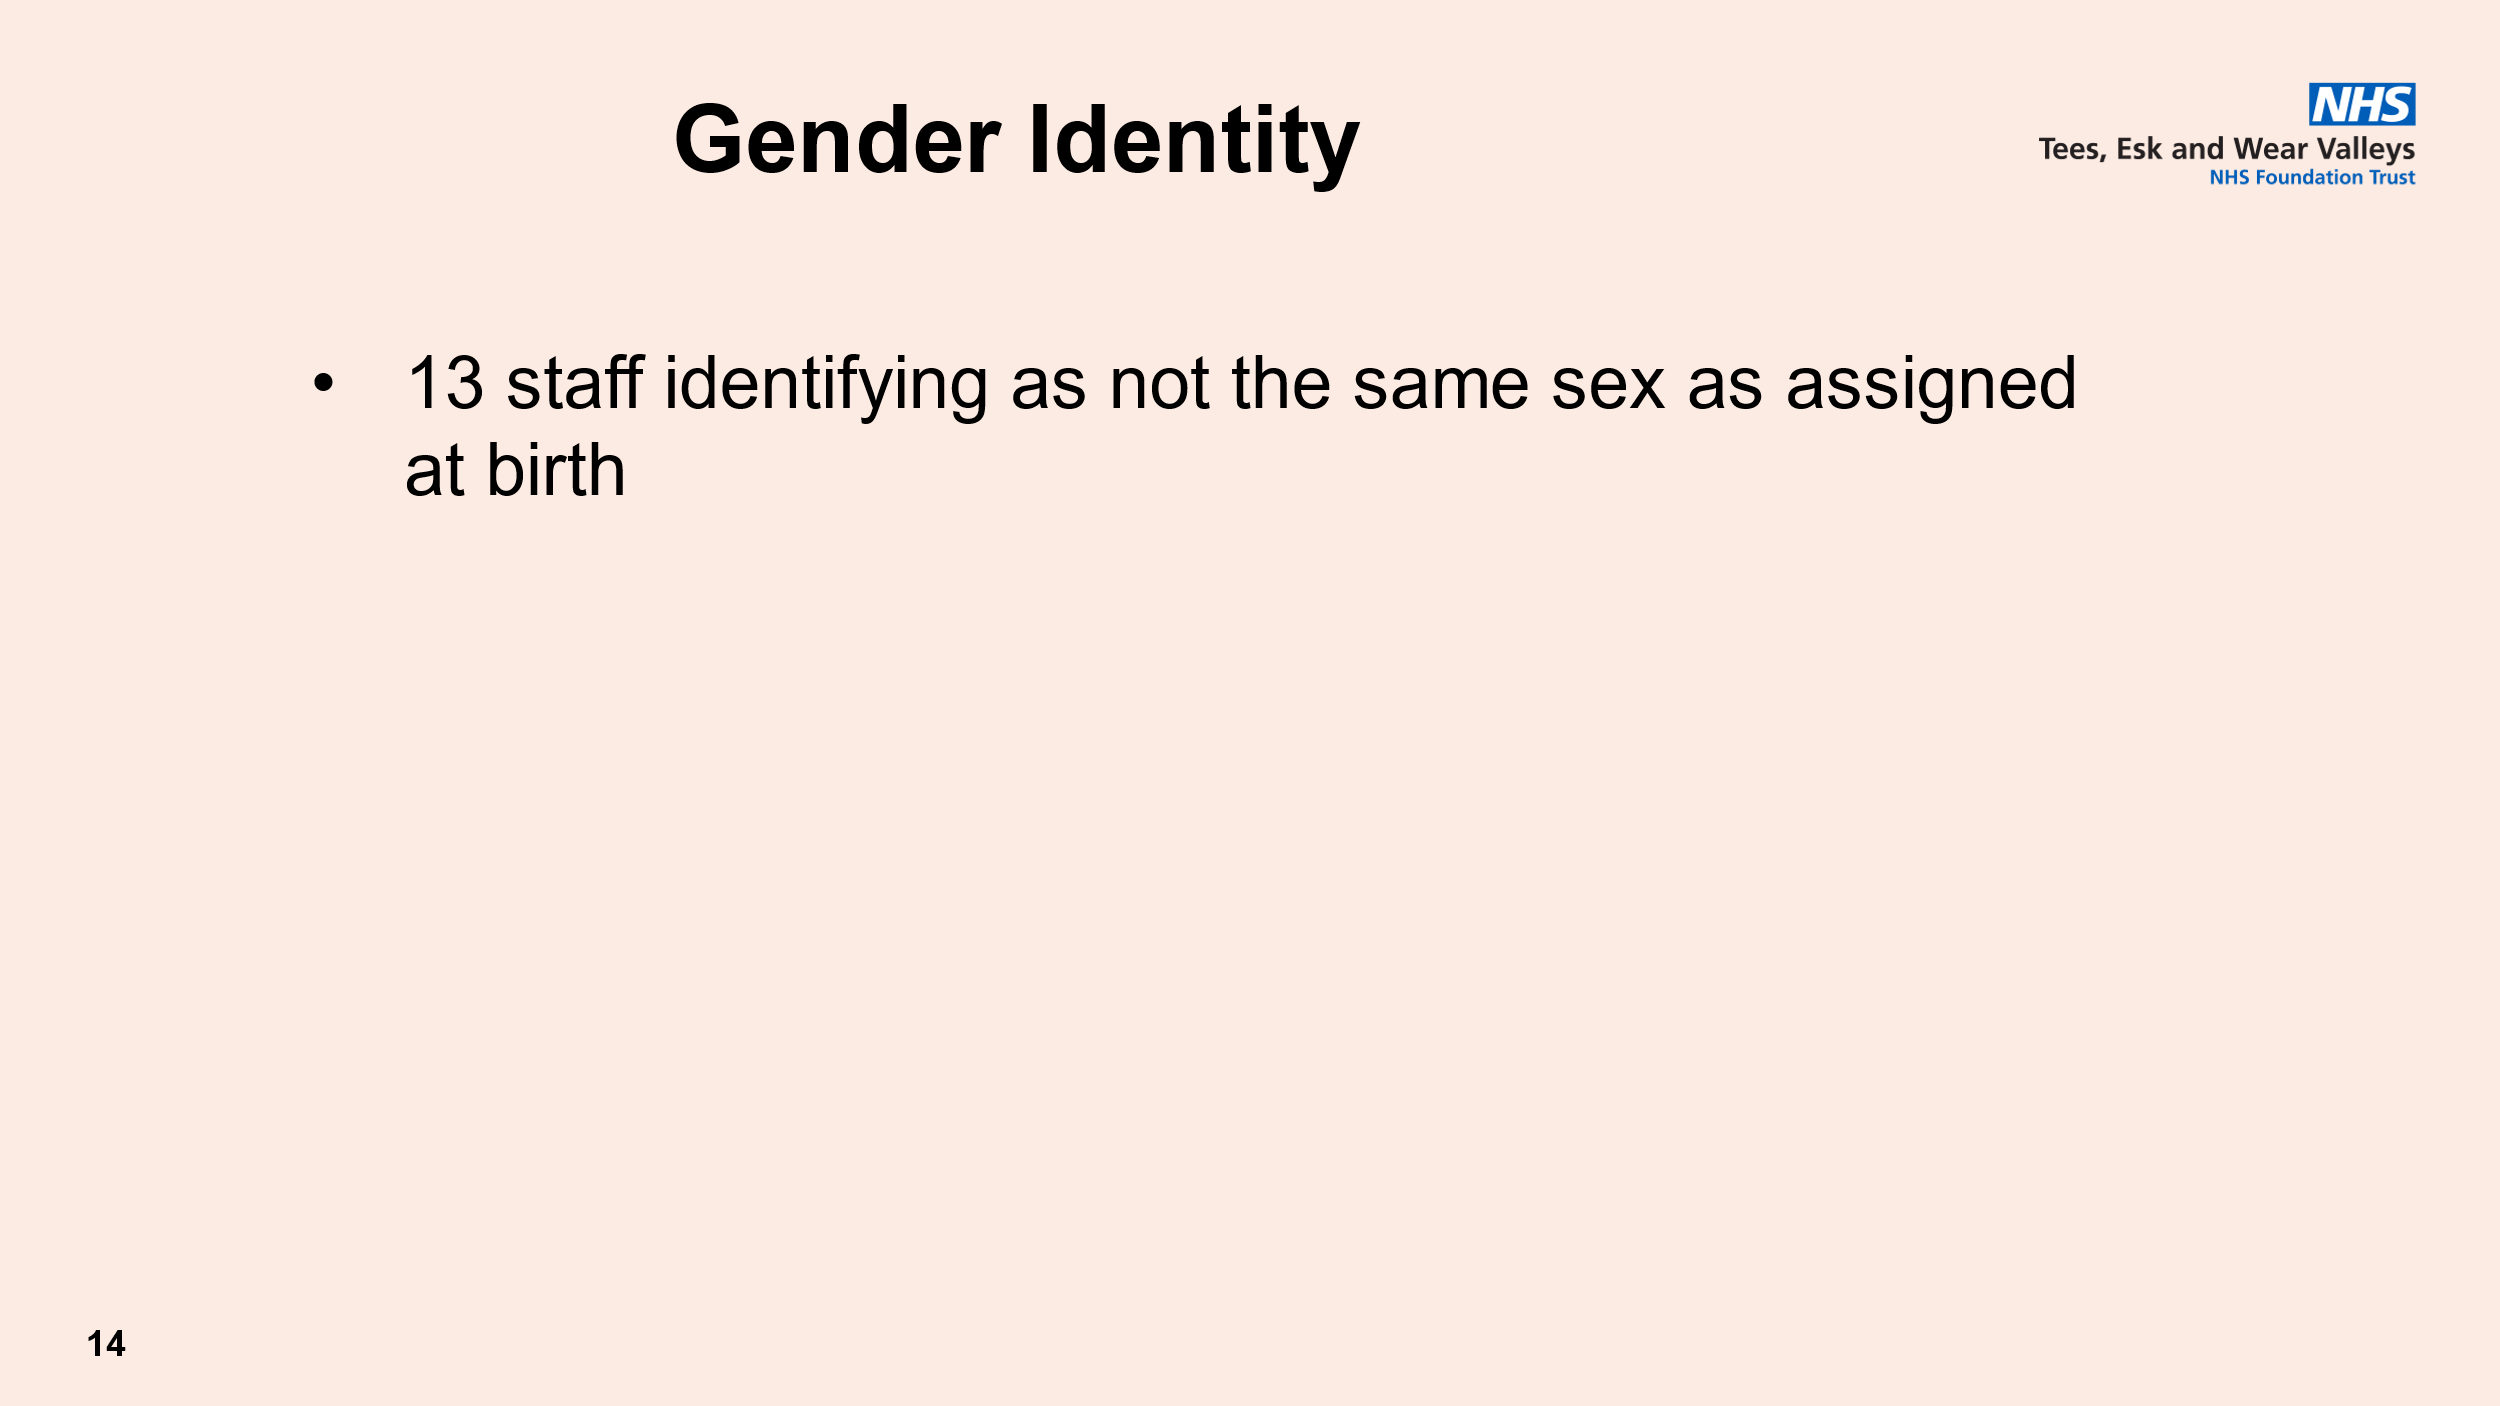 Gender Identity
NHS
Tees, Esk and Wear Valleys
NHS Foundation Trust
• 13 staff identifying as not the same sex as assigned
at birth
14